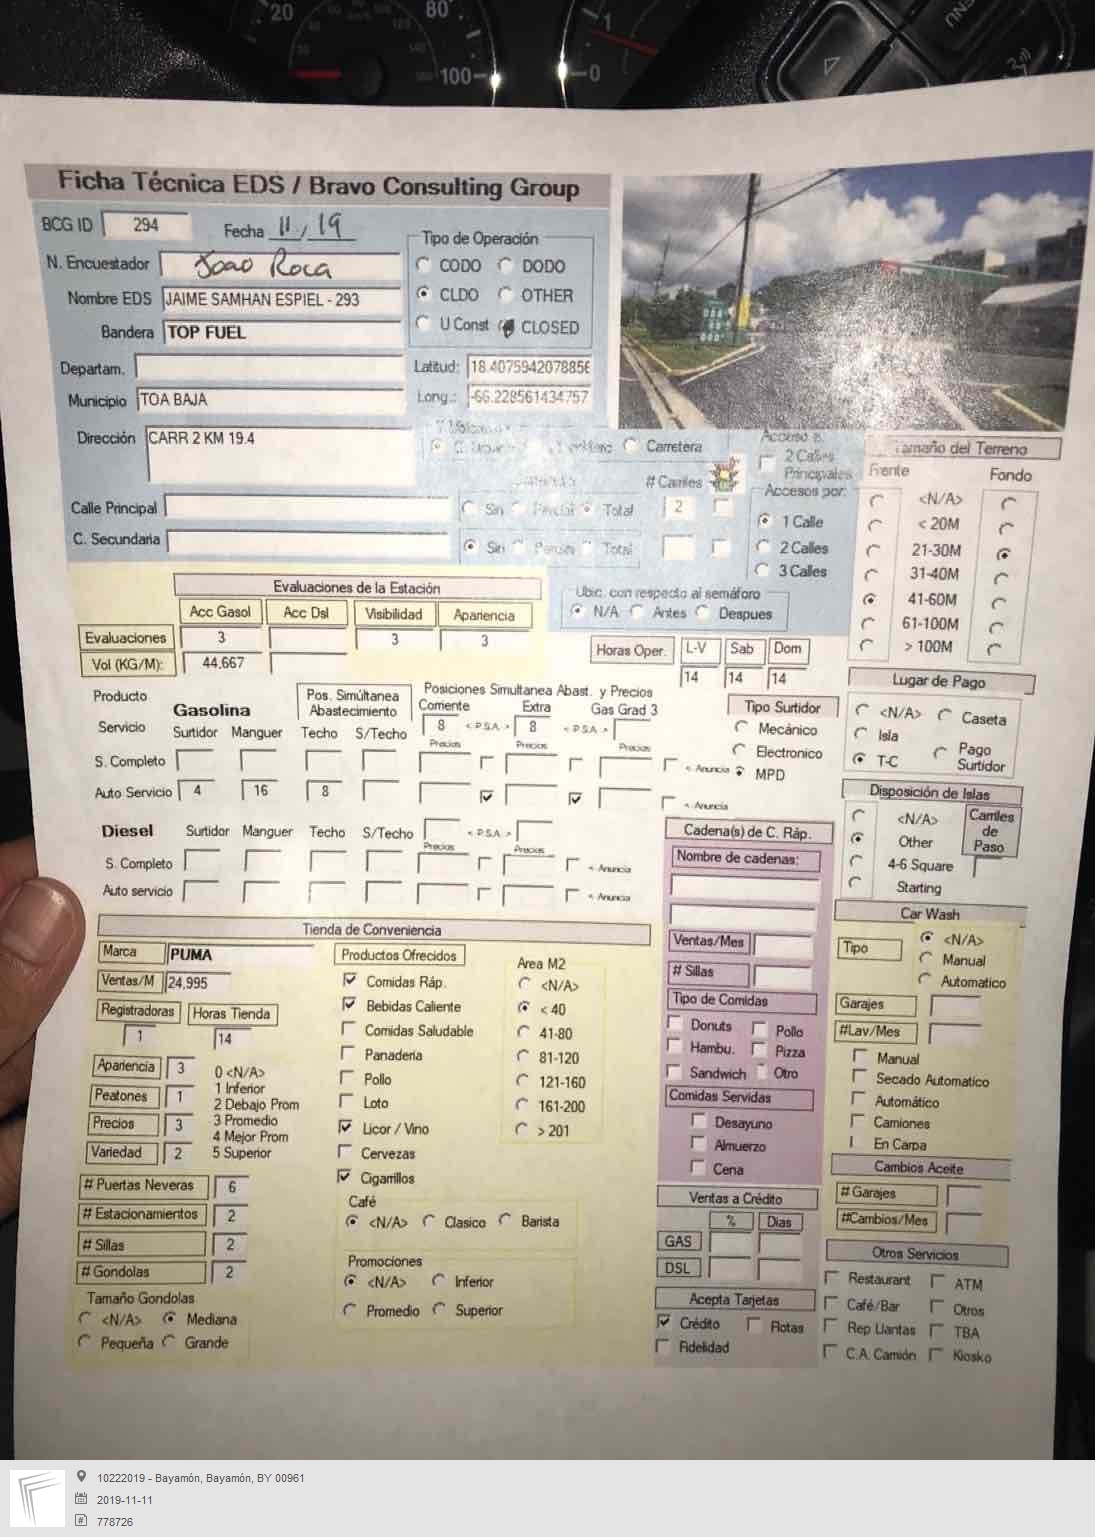 20
80
100
1
0
MENU
Ficha Técnica EDS / Bravo Consulting Group
BCG ID 294 Fecha 11 / 19
N. Encuestador Joao Roca
Nombre EDS JAIME SAMHAN ESPIEL - 293
Bandera TOP FUEL
Departam.
Municipio TOA BAJA
Dirección CARR 2 KM 19.4
Calle Principal
C. Secundaria
Tipo de Operación
CODO DODO
CLDO OTHER
U Const CLOSED
Latitud: 18.4075942078856
Long.: -66.228561434757
Carretera
# Carriles
Sin Parcial Total 2
Sin Parcial Total
Acceso a:
2 Calles
Principales
Accesos por:
1 Calle
2 Calles
3 Calles
Ubic. con respecto al semáforo
N/A Antes Despues
Tamaño del Terreno
Frente Fondo
<N/A>
< 20M
21-30M
31-40M
41-60M
61-100M
> 100M
Evaluaciones de la Estación
Acc Gasol Acc Dsl Visibilidad Apariencia
Evaluaciones 3 3 3
Vol (KG/M): 44,667
Horas Oper. L-V Sab Dom
14 14 14
Producto
Servicio
Gasolina
Pos. Simúltanea
Abastecimiento
Posiciones Simultanea Abast. y Precios
Corriente Extra Gas Grad 3
8 < P.S.A. > 8 < P.S.A. >
Surtidor Manguer Techo S/Techo Precios Precios Precios
S. Completo < Anuncia
Auto Servicio 4 16 8 < Anuncia
Tipo Surtidor
Mecánico
Electronico
MPD
Lugar de Pago
<N/A> Caseta
Isla
T-C
Pago
Surtidor
Diesel Surtidor Manguer Techo S/Techo < P.S.A. >
Precios Precios
S. Completo < Anuncia
Auto servicio < Anuncia
Disposición de Islas
<N/A>
Other
4-6 Square
Starting
Carriles
de
Paso
Cadena(s) de C. Ráp.
Nombre de cadenas:
Ventas/Mes
# Sillas
Tipo de Comidas
Donuts Pollo
Hambu. Pizza
Sandwich Otro
Comidas Servidas
Desayuno
Almuerzo
Cena
Ventas a Crédito
% Dias
GAS
DSL
Acepta Tarjetas
Crédito Flotas
Fidelidad
Car Wash
Tipo
<N/A>
Manual
Automatico
Garajes
#Lav/Mes
Manual
Secado Automatico
Automático
Camiones
En Carpa
Cambios Aceite
# Garajes
#Cambios/Mes
Otros Servicios
Restaurant ATM
Café/Bar Otros
Rep Llantas TBA
C.A. Camión Kiosko
Tienda de Conveniencia
Marca PUMA
Ventas/M 24,995
Registradoras Horas Tienda
1 14
Apariencia 3
Peatones 1
Precios 3
Variedad 2
0 <N/A>
1 Inferior
2 Debajo Prom
3 Promedio
4 Mejor Prom
5 Superior
# Puertas Neveras 6
# Estacionamientos 2
# Sillas 2
# Gondolas 2
Tamaño Gondolas
<N/A> Mediana
Pequeña Grande
Productos Ofrecidos
Comidas Ráp.
Bebidas Caliente
Comidas Saludable
Panaderia
Pollo
Loto
Licor / Vino
Cervezas
Cigarrillos
Area M2
<N/A>
< 40
41-80
81-120
121-160
161-200
> 201
Café
<N/A> Clasico Barista
Promociones
<N/A> Inferior
Promedio Superior
10222019 - Bayamón, Bayamón, BY 00961
2019-11-11
778726